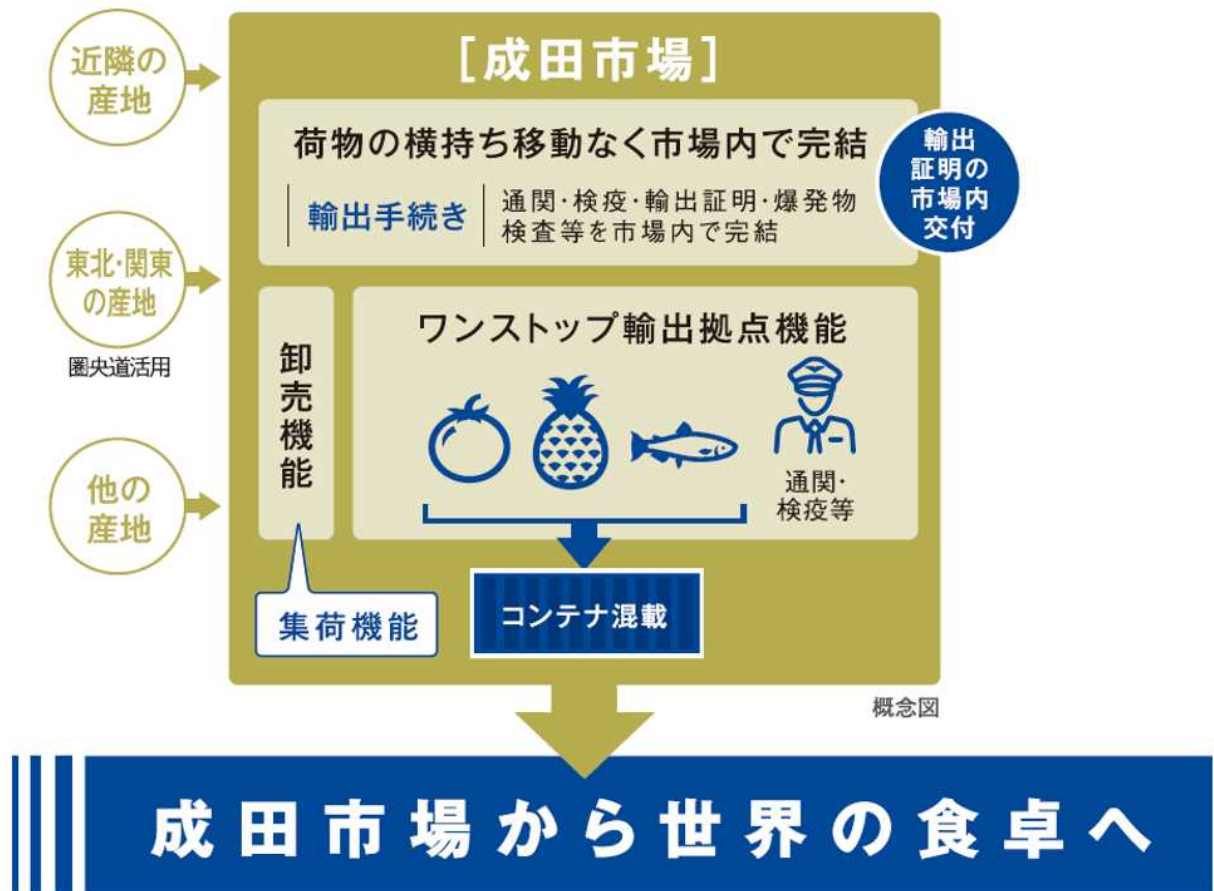 近隣の
産地
東北・関東
の産地
圏央道活用
他の
産地
[成田市場]
荷物の横持ち移動なく市場内で完結
輸出手続き
通関・検疫・輸出証明・爆発物
検査等を市場内で完結
輸出
証明の
市場内
交付
卸売機能
集荷機能
ワンストップ輸出拠点機能
通関・
検疫等
コンテナ混載
概念図
成田市場から世界の食卓へ